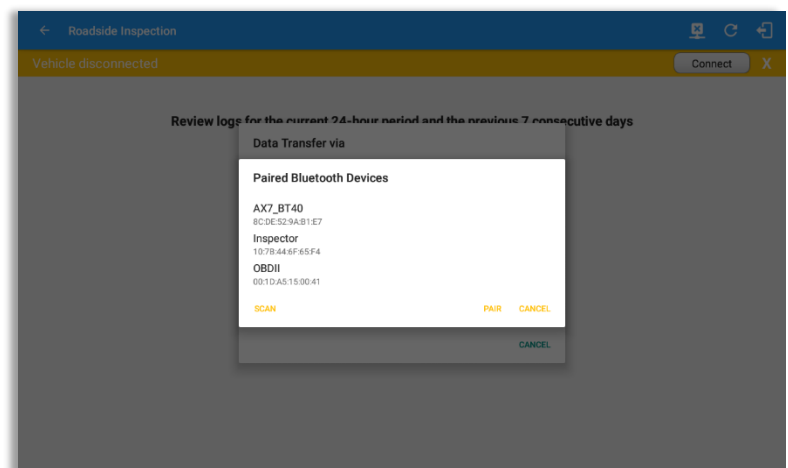 Roadside Inspection
Vehicle disconnected
Connect X
Review logs for the current 24-hour period and the previous 7 consecutive days
Data Transfer via
Paired Bluetooth Devices
AX7_BT40
8C:DE:52:9A:B1:E7
Inspector
10:7B:44:6F:65:F4
OBDII
00:1D:A5:15:00:41
SCAN PAIR CANCEL
CANCEL